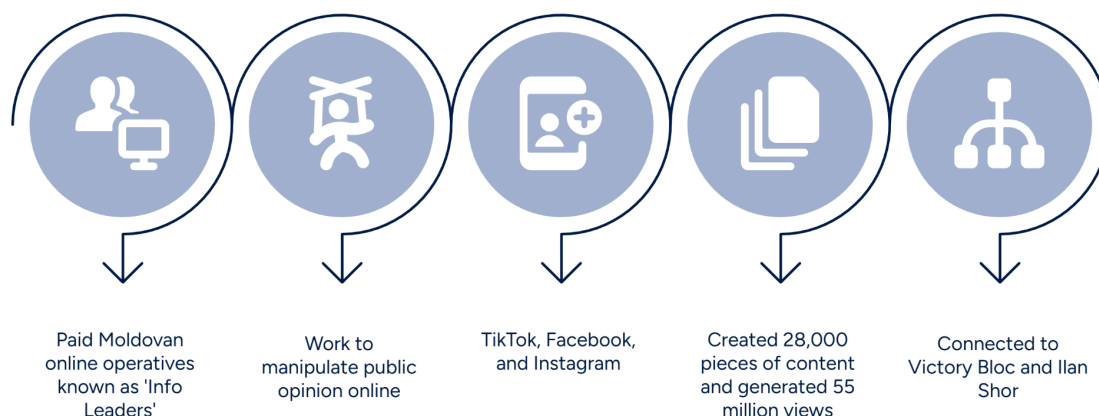 Paid Moldovan
online operatives
known as 'Info
Leaders'
Work to
manipulate public
opinion online
TikTok, Facebook,
and Instagram
Created 28,000
pieces of content
and generated 55
million views
Connected to
Victory Bloc and Ilan
Shor